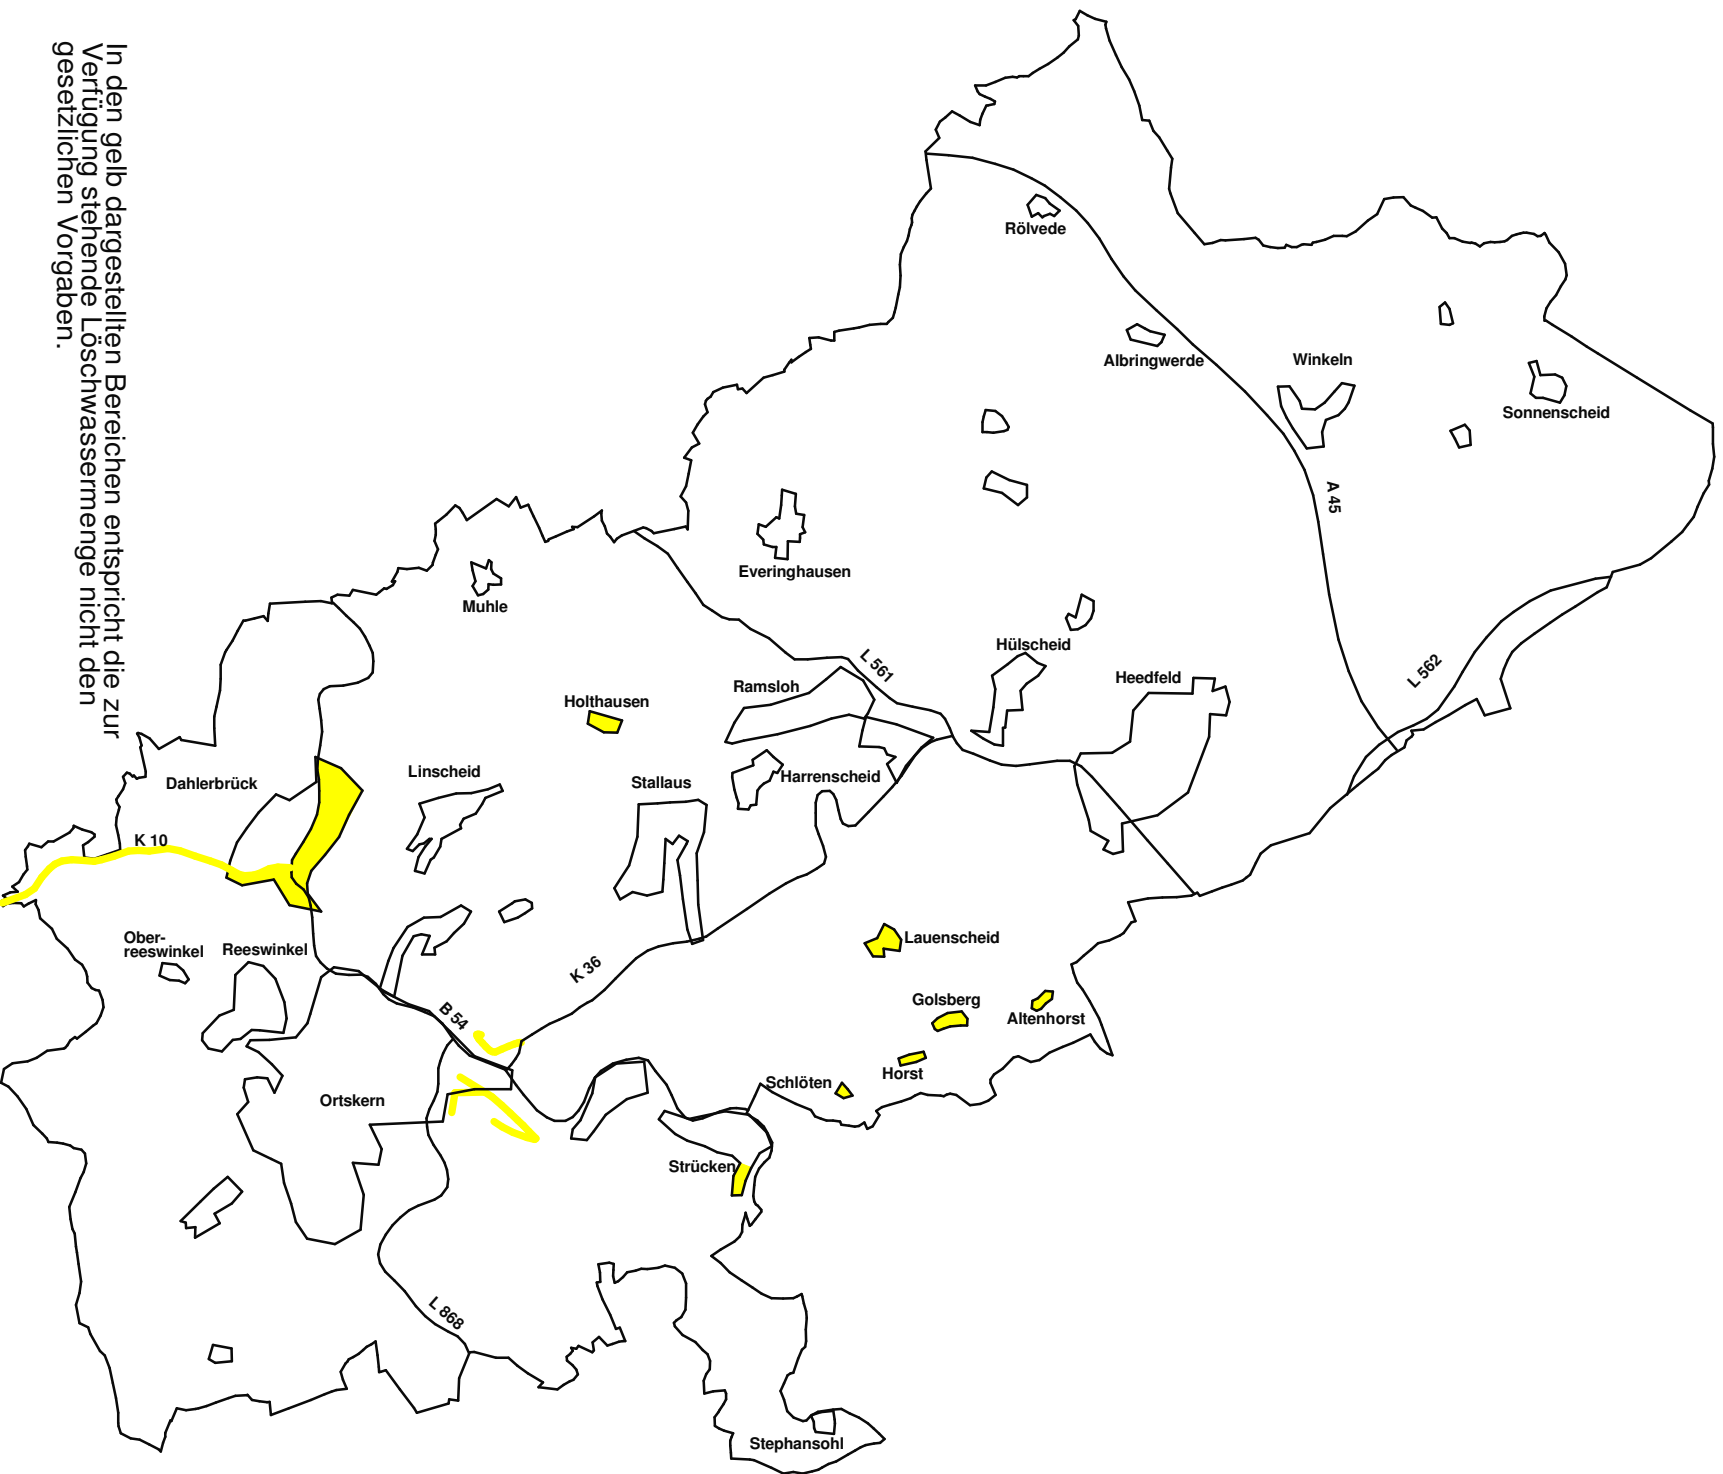 In den gelb dargestellten Bereichen entspricht die zur
Verfügung stehende Löschwassermenge nicht den
gesetzlichen Vorgaben.
Rölvede
Albringwerde
Winkeln
Sonnenscheid
A 45
Everinghausen
Muhle
Hülscheid
L 561
Heedfeld
L 562
Ramsloh
Holthausen
Harrenscheid
Stallaus
Linscheid
Dahlerbrück
K 10
Ober-
reeswinkel
Reeswinkel
K 36
B 54
Lauenscheid
Golsberg
Altenhorst
Horst
Schlöten
Ortskern
Strücken
L 868
Stephansohl